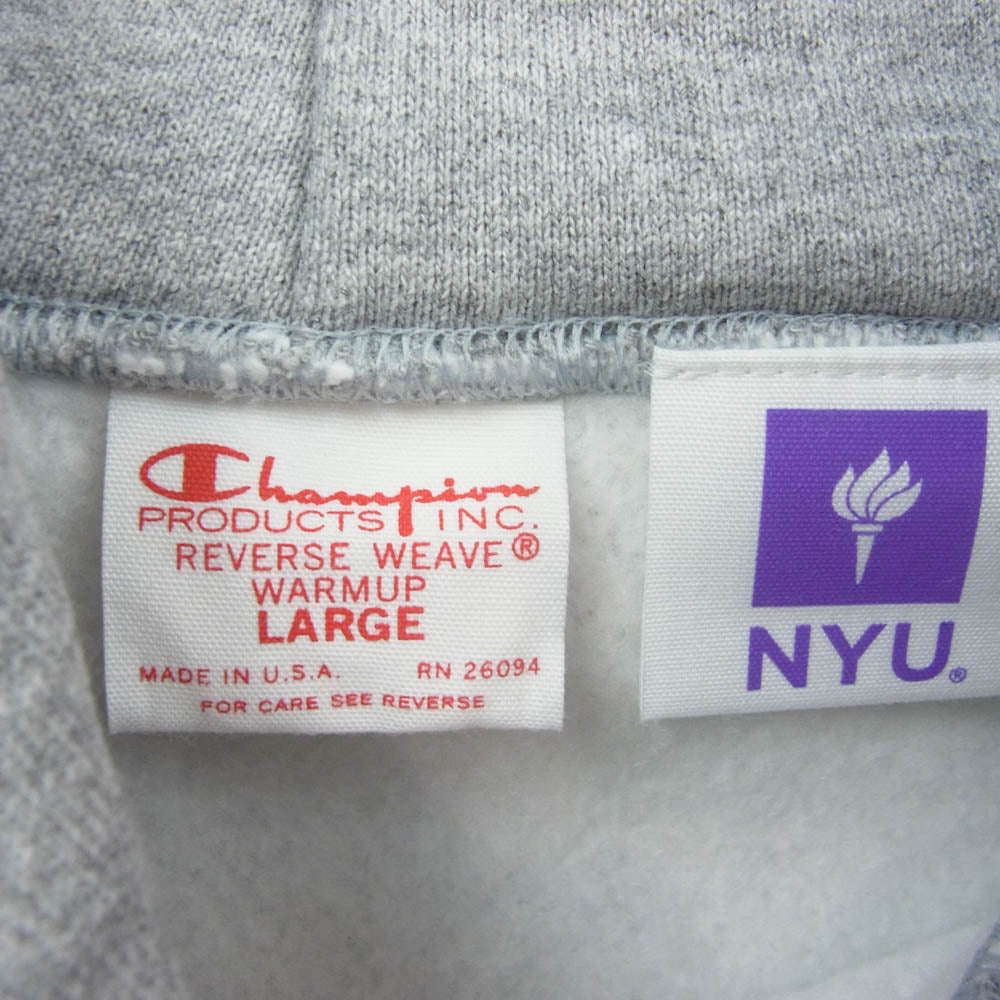 Champion
PRODUCTS INC.
REVERSE WEAVE®
WARMUP
LARGE
MADE IN U.S.A. RN 26094
FOR CARE SEE REVERSE
NYU®